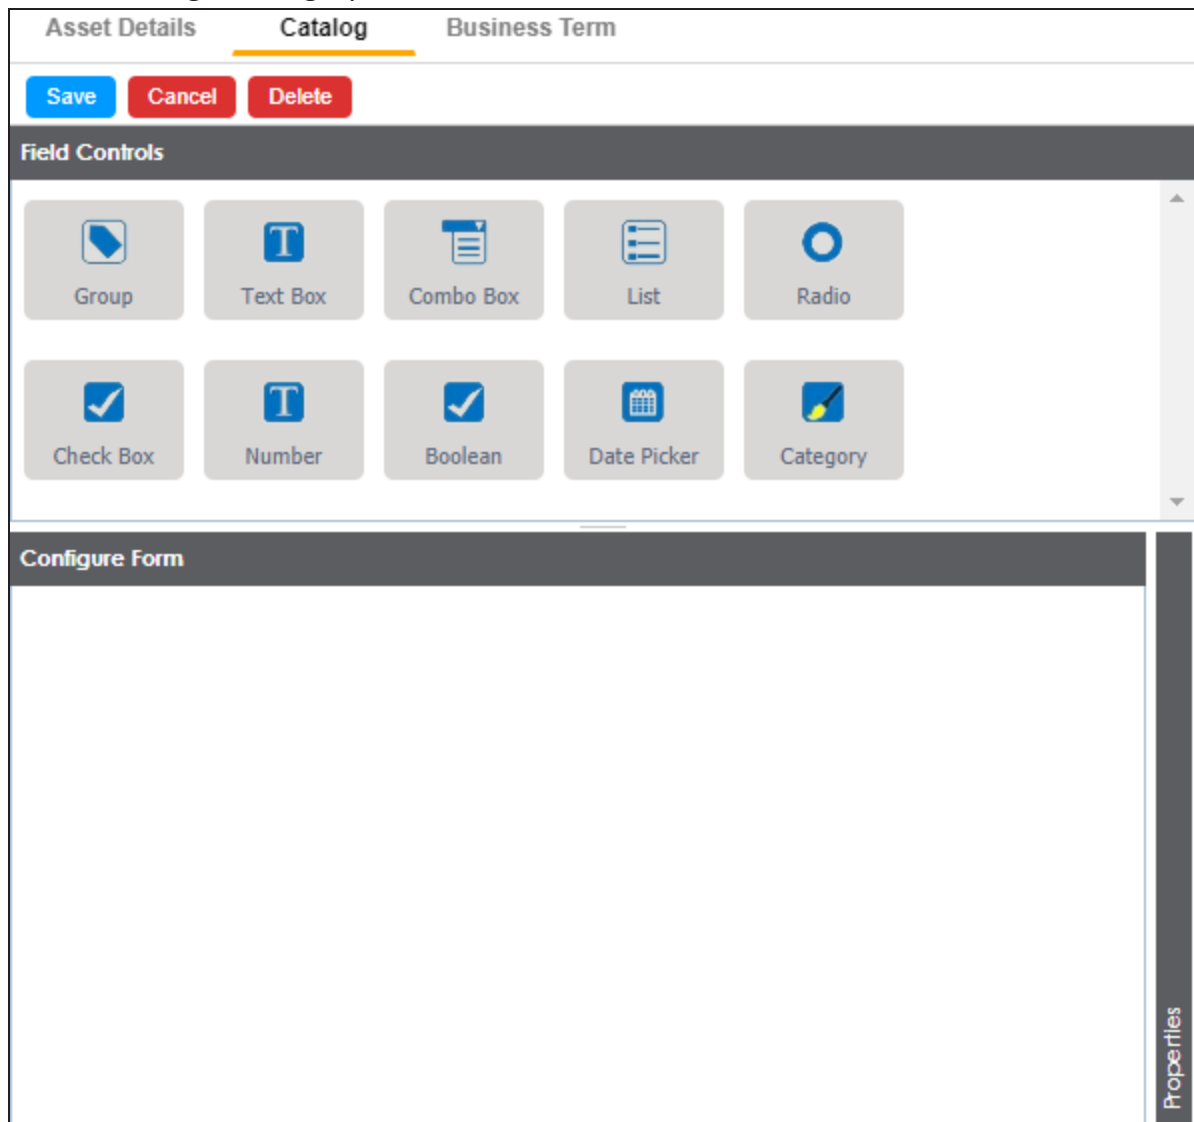 Asset Details Catalog Business Term
Save Cancel Delete
Field Controls
Group Text Box Combo Box List Radio
Check Box Number Boolean Date Picker Category
Configure Form
Properties